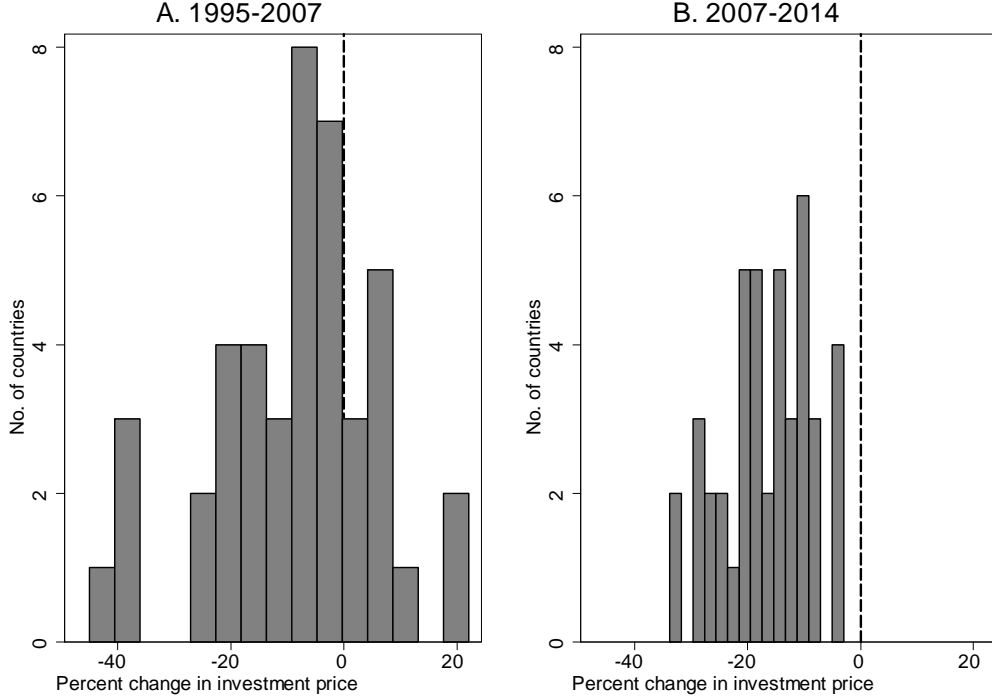 A. 1995-2007
8
6
4
2
0
No. of countries
-40 -20 0 20
Percent change in investment price
B. 2007-2014
8
6
4
2
0
No. of countries
-40 -20 0 20
Percent change in investment price